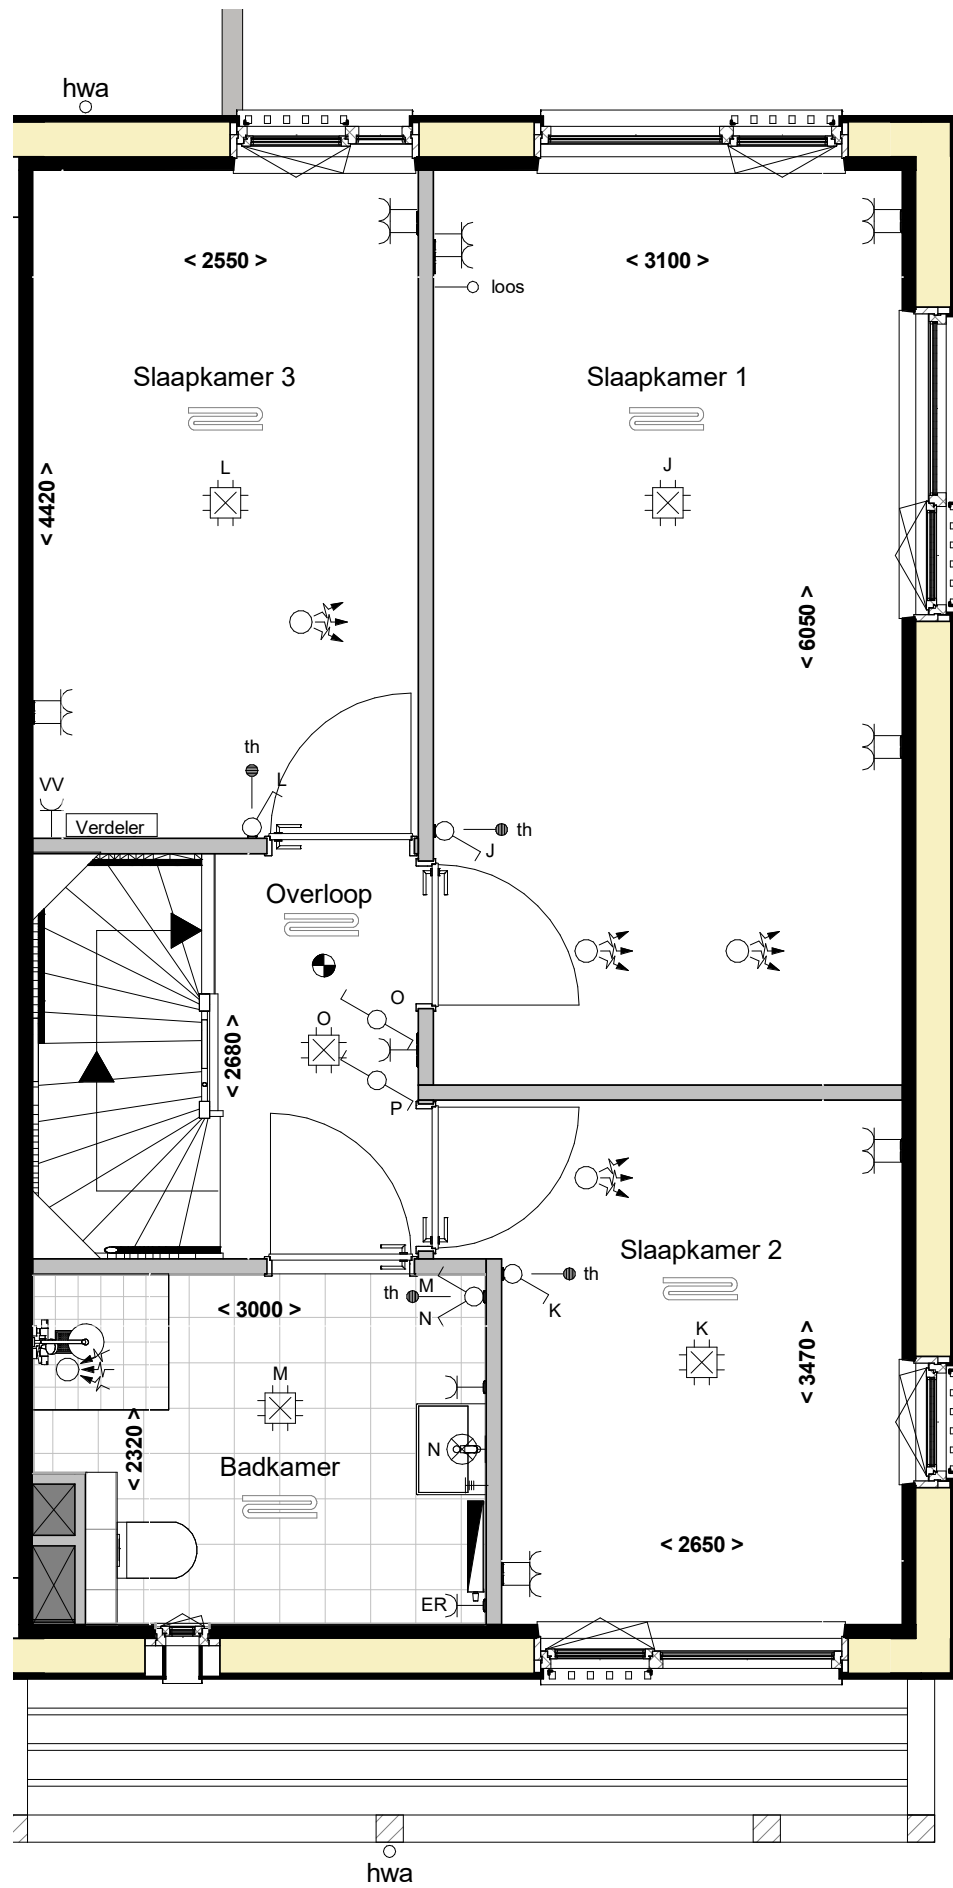 hwa
< 2550 >
< 3100 >
loos
Slaapkamer 3
Slaapkamer 1
L
J
< 4420 >
< 6050 >
th
L
VV
Verdeler
th
J
Overloop
O
O
< 2680 >
P
Slaapkamer 2
th
K
< 3000 >
th
M
N
K
M
< 3470 >
< 2320 >
N
Badkamer
< 2650 >
ER
hwa